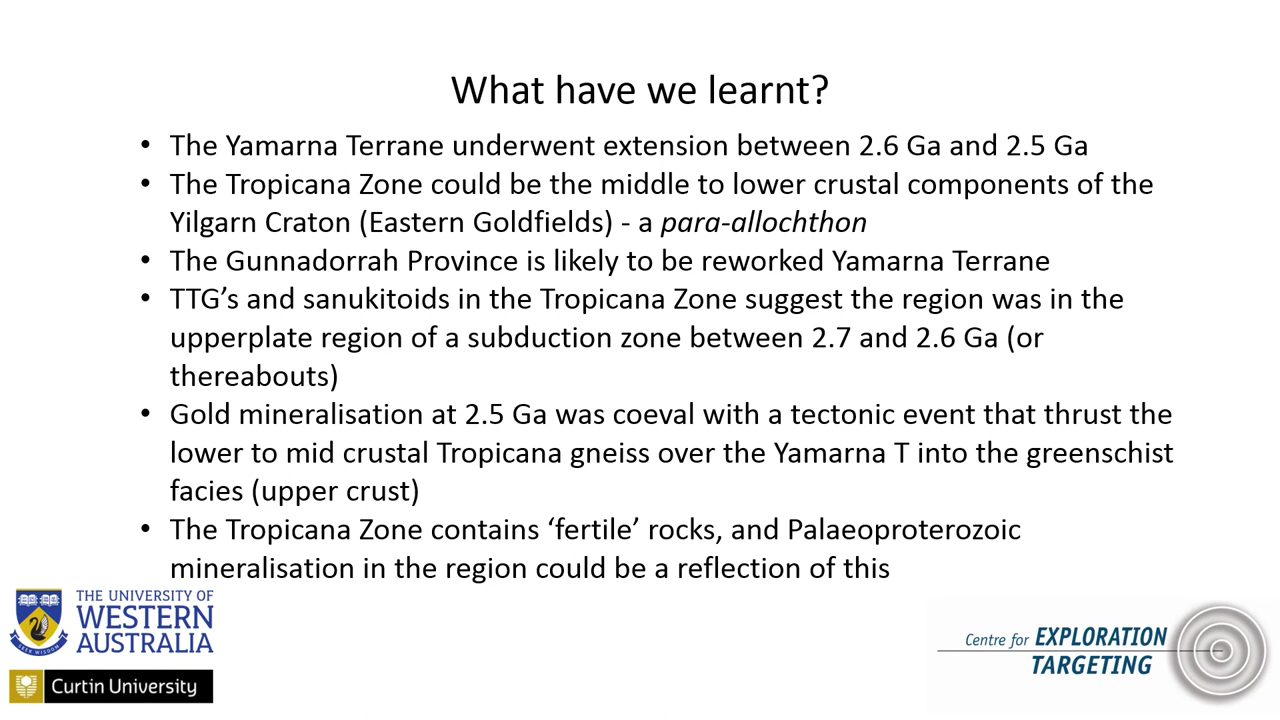 What have we learnt?
• The Yamarna Terrane underwent extension between 2.6 Ga and 2.5 Ga
• The Tropicana Zone could be the middle to lower crustal components of the
Yilgarn Craton (Eastern Goldfields) - a para-allochthon
• The Gunnadorrah Province is likely to be reworked Yamarna Terrane
• TTG’s and sanukitoids in the Tropicana Zone suggest the region was in the
upperplate region of a subduction zone between 2.7 and 2.6 Ga (or
thereabouts)
• Gold mineralisation at 2.5 Ga was coeval with a tectonic event that thrust the
lower to mid crustal Tropicana gneiss over the Yamarna T into the greenschist
facies (upper crust)
• The Tropicana Zone contains ‘fertile’ rocks, and Palaeoproterozoic
mineralisation in the region could be a reflection of this
THE UNIVERSITY OF
WESTERN
AUSTRALIA
SEEK WISDOM
Curtin University
Centre for EXPLORATION
TARGETING